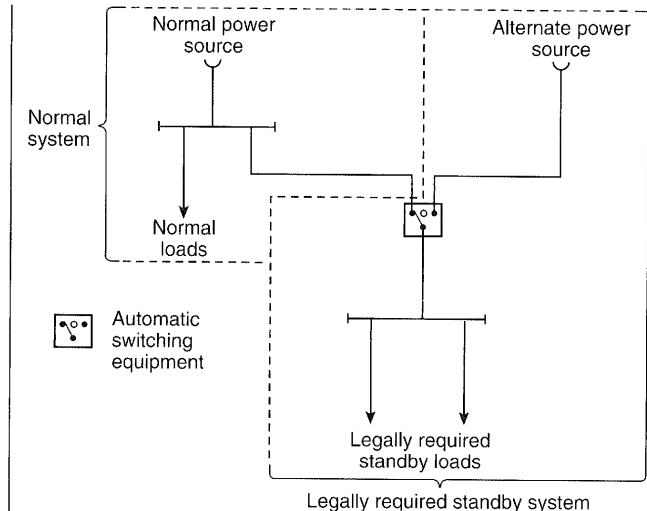 Normal power
source
Alternate power
source
Normal
system
Normal
loads
Automatic
switching
equipment
Legally required
standby loads
Legally required standby system